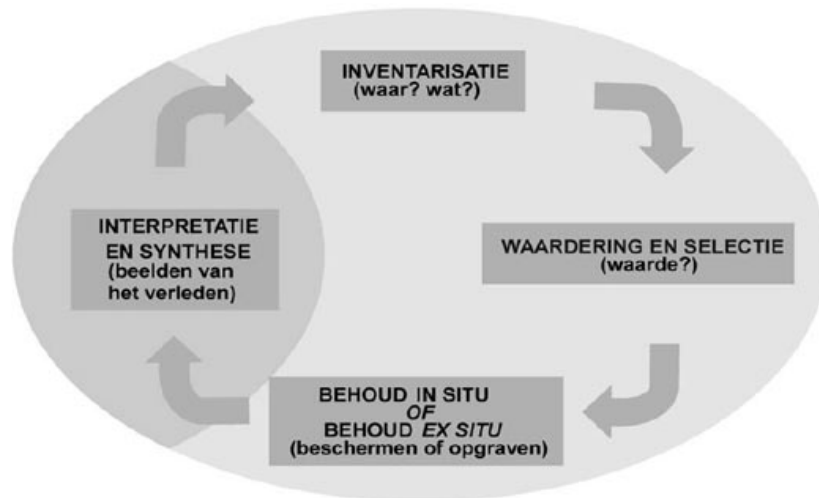 INVENTARISATIE
(waar? wat?)
WAARDERING EN SELECTIE
(waarde?)
BEHOUD IN SITU
OF
BEHOUD EX SITU
(beschermen of opgraven)
INTERPRETATIE
EN SYNTHESE
(beelden van
het verleden)